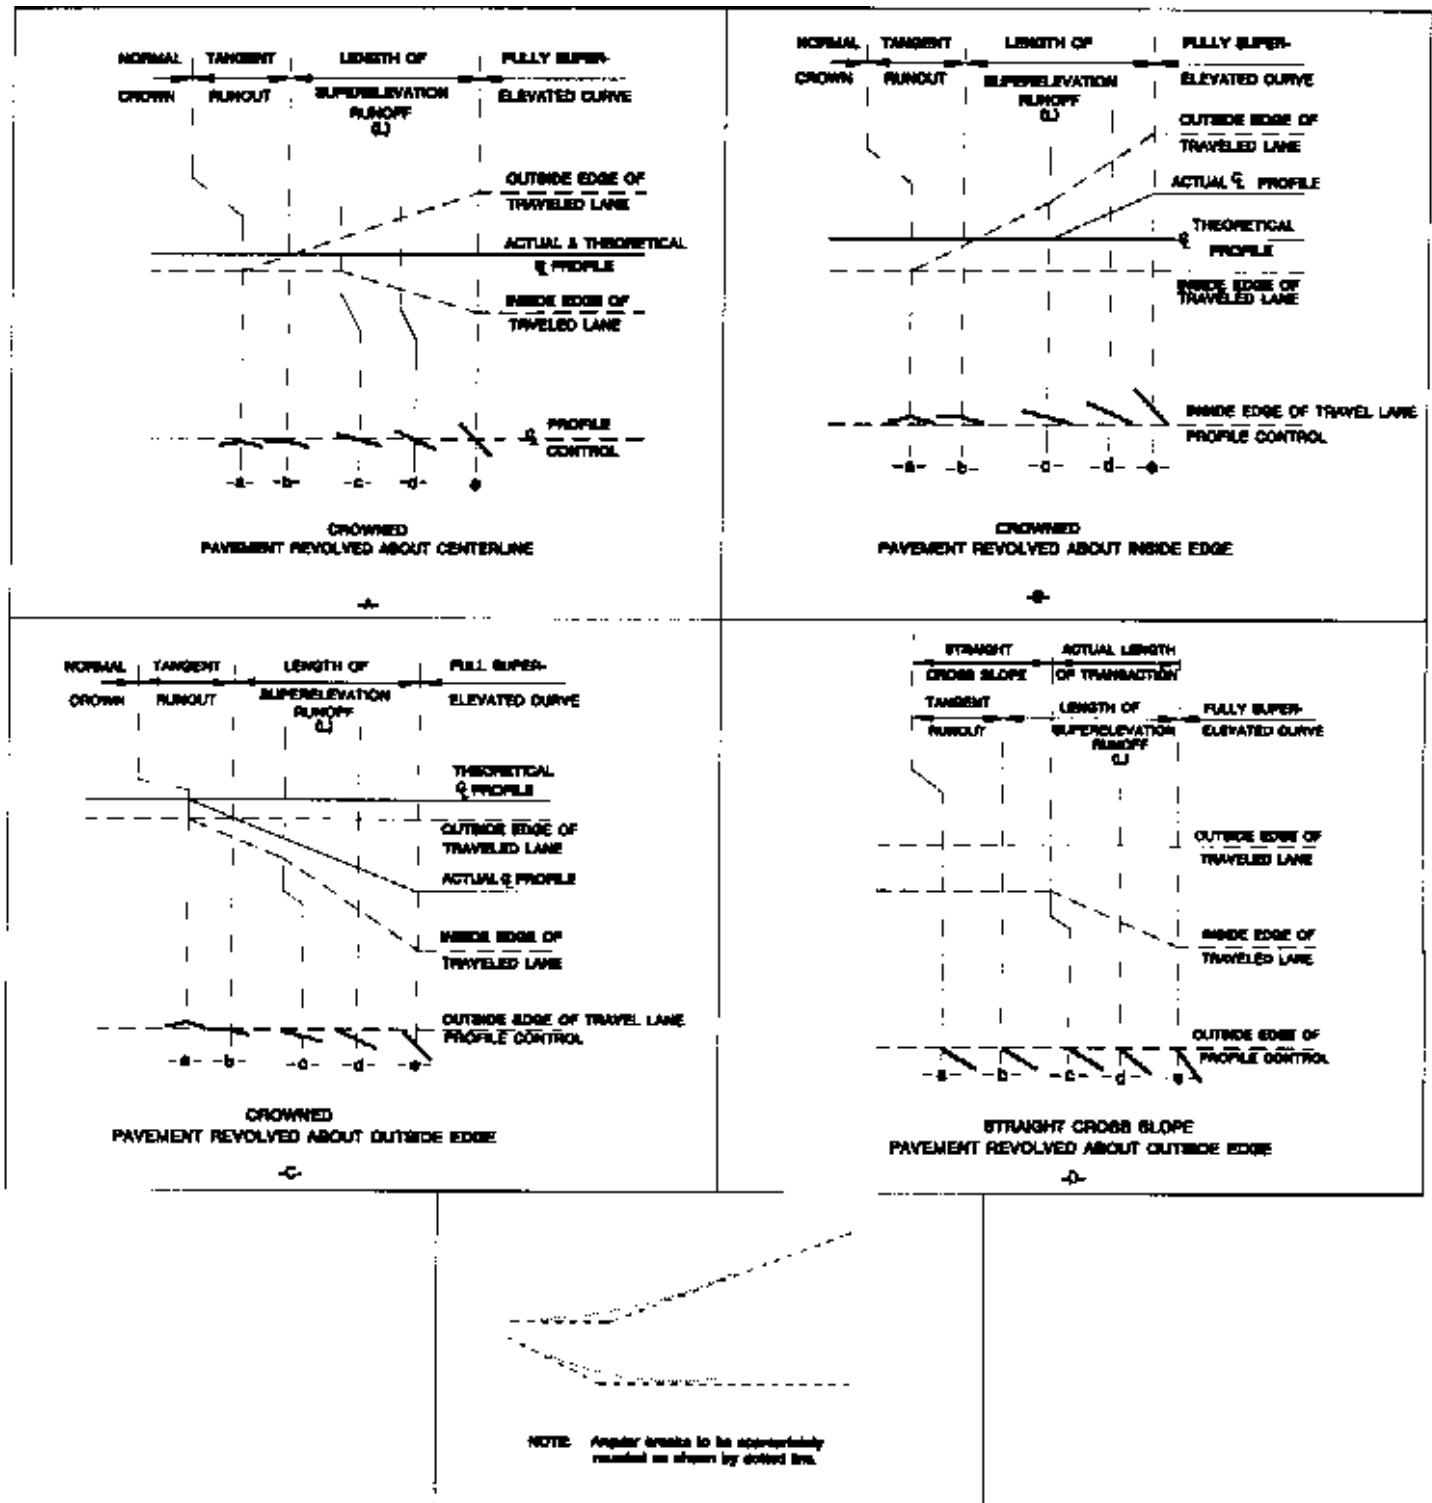 NORMAL TANGENT LENGTH OF FULLY SUPER-
CROWN RUNOUT SUPERELEVATION ELEVATED CURVE
RUNOFF
(L)
OUTSIDE EDGE OF
TRAVELED LANE
ACTUAL & THEORETICAL
℄ PROFILE
INSIDE EDGE OF
TAVELED LANE
℄ PROFILE
CONTROL
-a- -b- -c- -d- e
CROWNED
PAVEMENT REVOLVED ABOUT CENTERLINE
-A-
NORMAL TANGENT LENGTH OF FULLY SUPER-
CROWN RUNOUT SUPERELEVATION ELEVATED CURVE
RUNOFF
(L)
OUTSIDE EDGE OF
TRAVELED LANE
ACTUAL ℄ PROFILE
℄ THEORETICAL
PROFILE
INSIDE EDGE OF
TRAVELED LANE
INSIDE EDGE OF TRAVEL LANE
PROFILE CONTROL
-a- -b- -c- -d- -e-
CROWNED
PAVEMENT REVOLVED ABOUT INSIDE EDGE
-B-
NORMAL TANGENT LENGTH OF FULL SUPER-
CROWN RUNOUT SUPERELEVATION ELEVATED CURVE
RUNOFF
(L)
THEORETICAL
℄ PROFILE
OUTSIDE EDGE OF
TRAVELED LANE
ACTUAL ℄ PROFILE
INSIDE EDGE OF
TRAVELED LANE
OUTSIDE EDGE OF TRAVEL LANE
PROFILE CONTROL
-a- -b- -c- -d- -e-
CROWNED
PAVEMENT REVOLVED ABOUT OUTSIDE EDGE
-C-
STRAIGHT ACTUAL LENGTH
CROSS SLOPE OF TRANSACTION
TANGENT LENGTH OF FULLY SUPER-
RUNOUT SUPERELEVATION ELEVATED CURVE
RUNOFF
(L)
OUTSIDE EDGE OF
TRAVELED LANE
INSIDE EDGE OF
TRAVELED LANE
OUTSIDE EDGE OF
PROFILE CONTROL
-a- -b- -c- -d- e
STRAIGHT CROSS SLOPE
PAVEMENT REVOLVED ABOUT OUTSIDE EDGE
-D-
NOTE: Angular breaks to be appropriately
rounded as shown by dotted line.